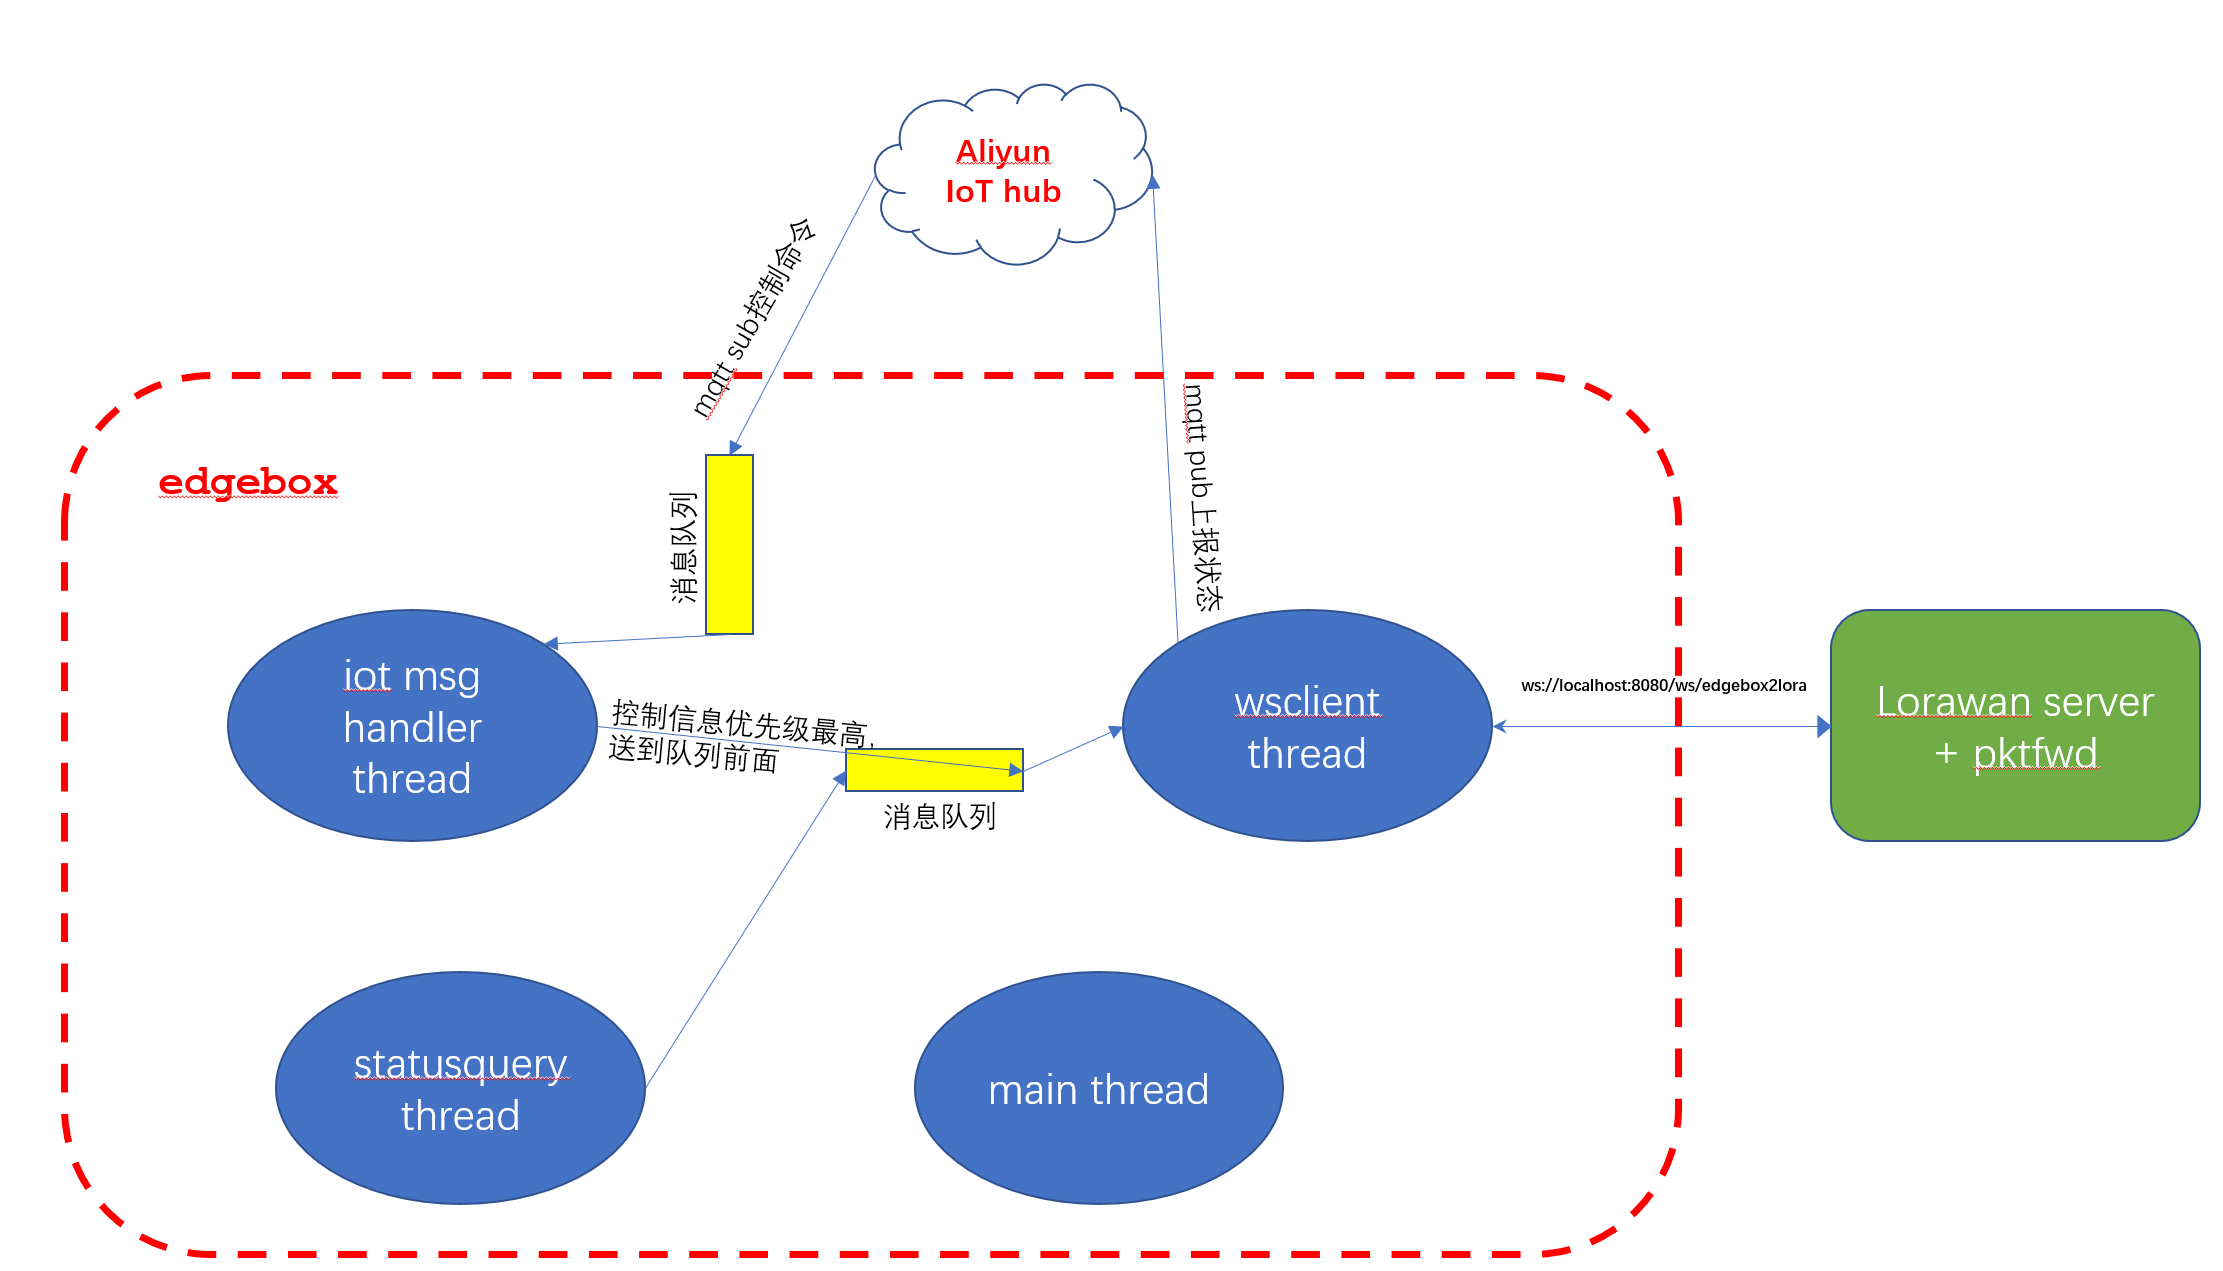 Aliyun
IoT hub
mqtt sub控制命令
mqtt pub上报状态
edgebox
消息队列
iot msg
handler
thread
控制信息优先级最高,
送到队列前面
消息队列
wsclient
thread
ws://localhost:8080/ws/edgebox2lora
Lorawan server
+ pktfwd
statusquery
thread
main thread